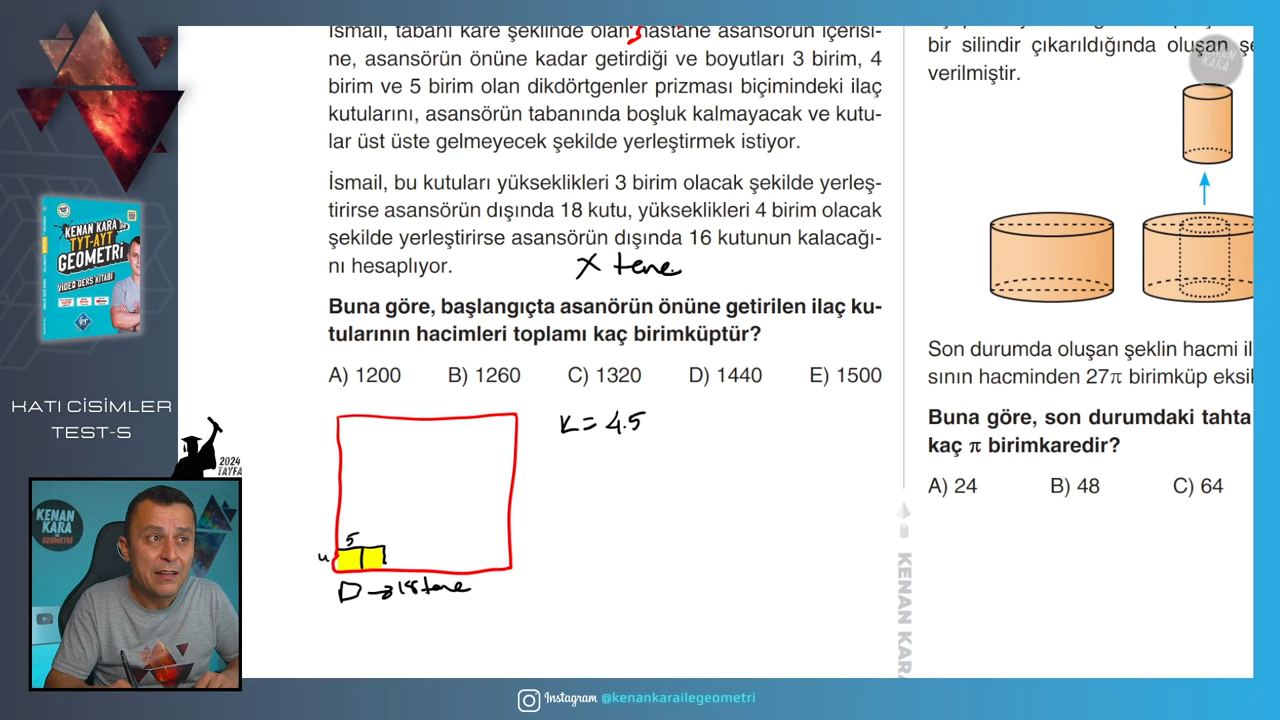 İsmail, tabanı kare şeklinde olan hastane asansörün içerisi-
ne, asansörün önüne kadar getirdiği ve boyutları 3 birim, 4
birim ve 5 birim olan dikdörtgenler prizması biçimindeki ilaç
kutularını, asansörün tabanında boşluk kalmayacak ve kutu-
lar üst üste gelmeyecek şekilde yerleştirmek istiyor.
İsmail, bu kutuları yükseklikleri 3 birim olacak şekilde yerleş-
tirirse asansörün dışında 18 kutu, yükseklikleri 4 birim olacak
şekilde yerleştirirse asansörün dışında 16 kutunun kalacağı-
nı hesaplıyor.
x tane
Buna göre, başlangıçta asanörün önüne getirilen ilaç ku-
tularının hacimleri toplamı kaç birimküptür?
A) 1200 B) 1260 C) 1320 D) 1440 E) 1500
K = 4.5
5
4
D → 18 tane
bir silindir çıkarıldığında oluşan şe
verilmiştir.
Son durumda oluşan şeklin hacmi il
sının hacminden 27π birimküp eksil
Buna göre, son durumdaki tahta
kaç π birimkaredir?
A) 24 B) 48 C) 64
KENAN KARA
KENAN KARA
TYT-AYT
GEOMETRİ
VİDEO DERS KİTABI
KATI CİSİMLER
TEST-5
2024
TAYFA
KENAN
KARA
ile
GEOMETRİ
KENAN KAR
Instagram @kenankarailegeometri